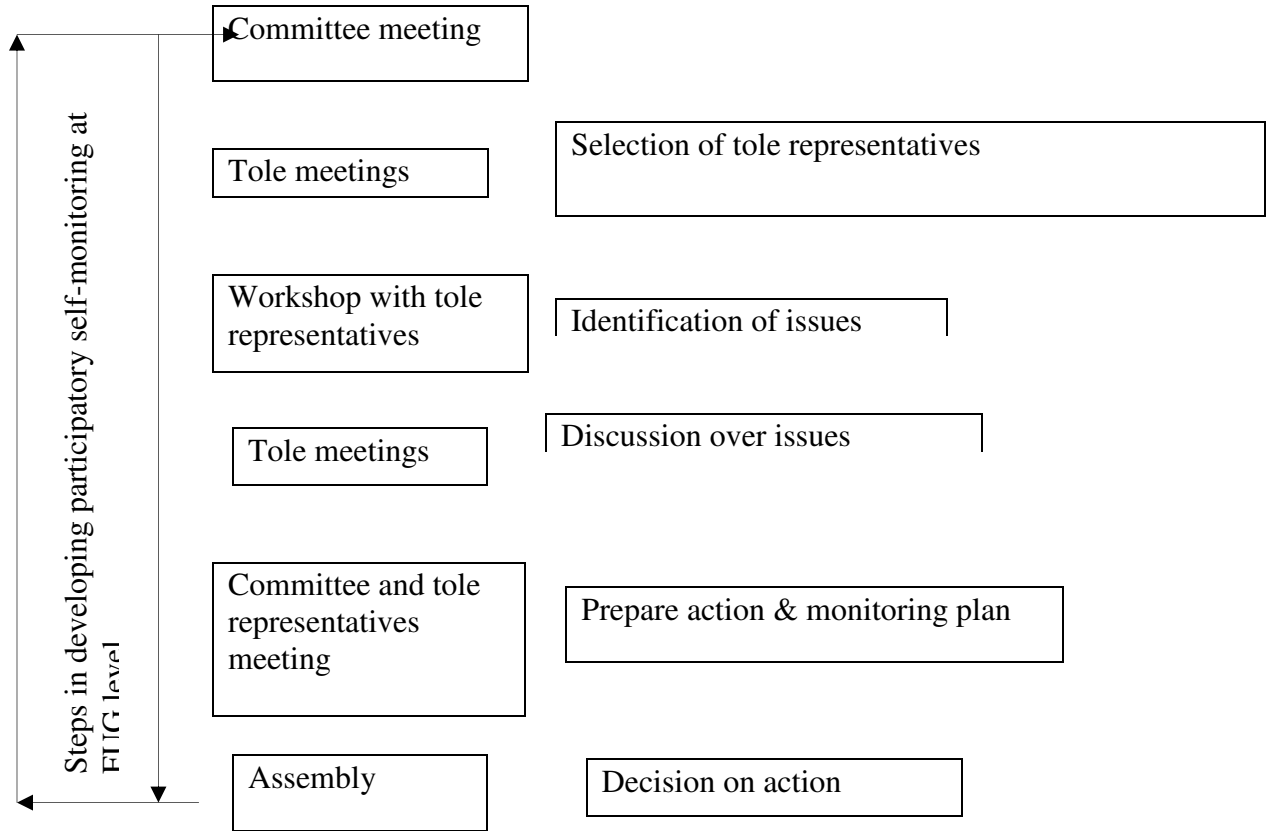 Committee meeting
Selection of tole representatives
Tole meetings
Workshop with tole
representatives
Identification of issues
Tole meetings
Discussion over issues
Committee and tole
representatives
meeting
Prepare action & monitoring plan
Assembly
Decision on action
Steps in developing participatory self-monitoring at
FUG level